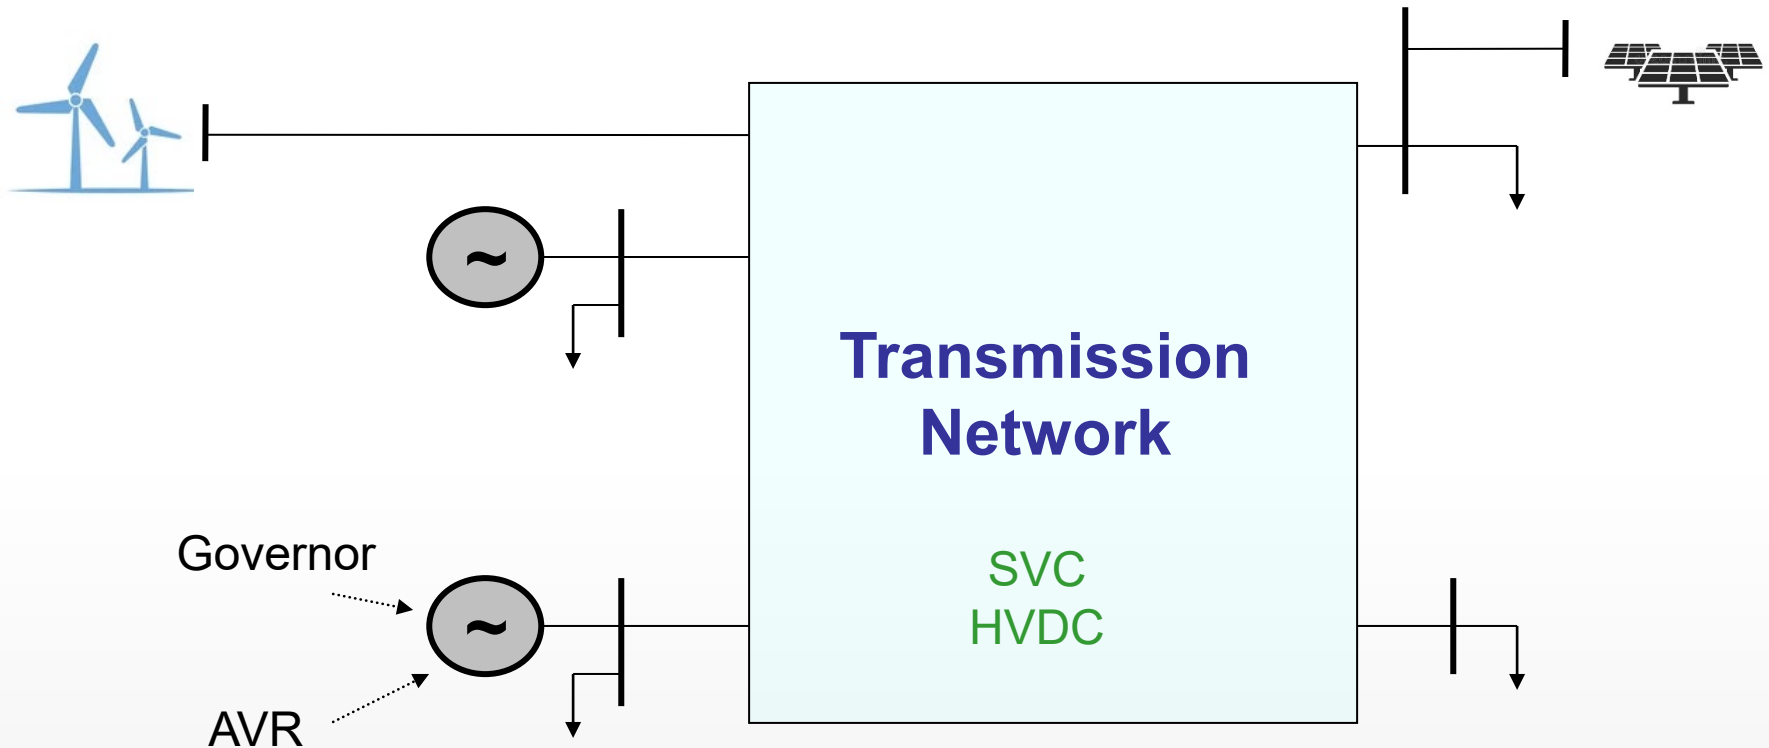 ~
Transmission
Network
Governor
SVC
~
HVDC
AVR